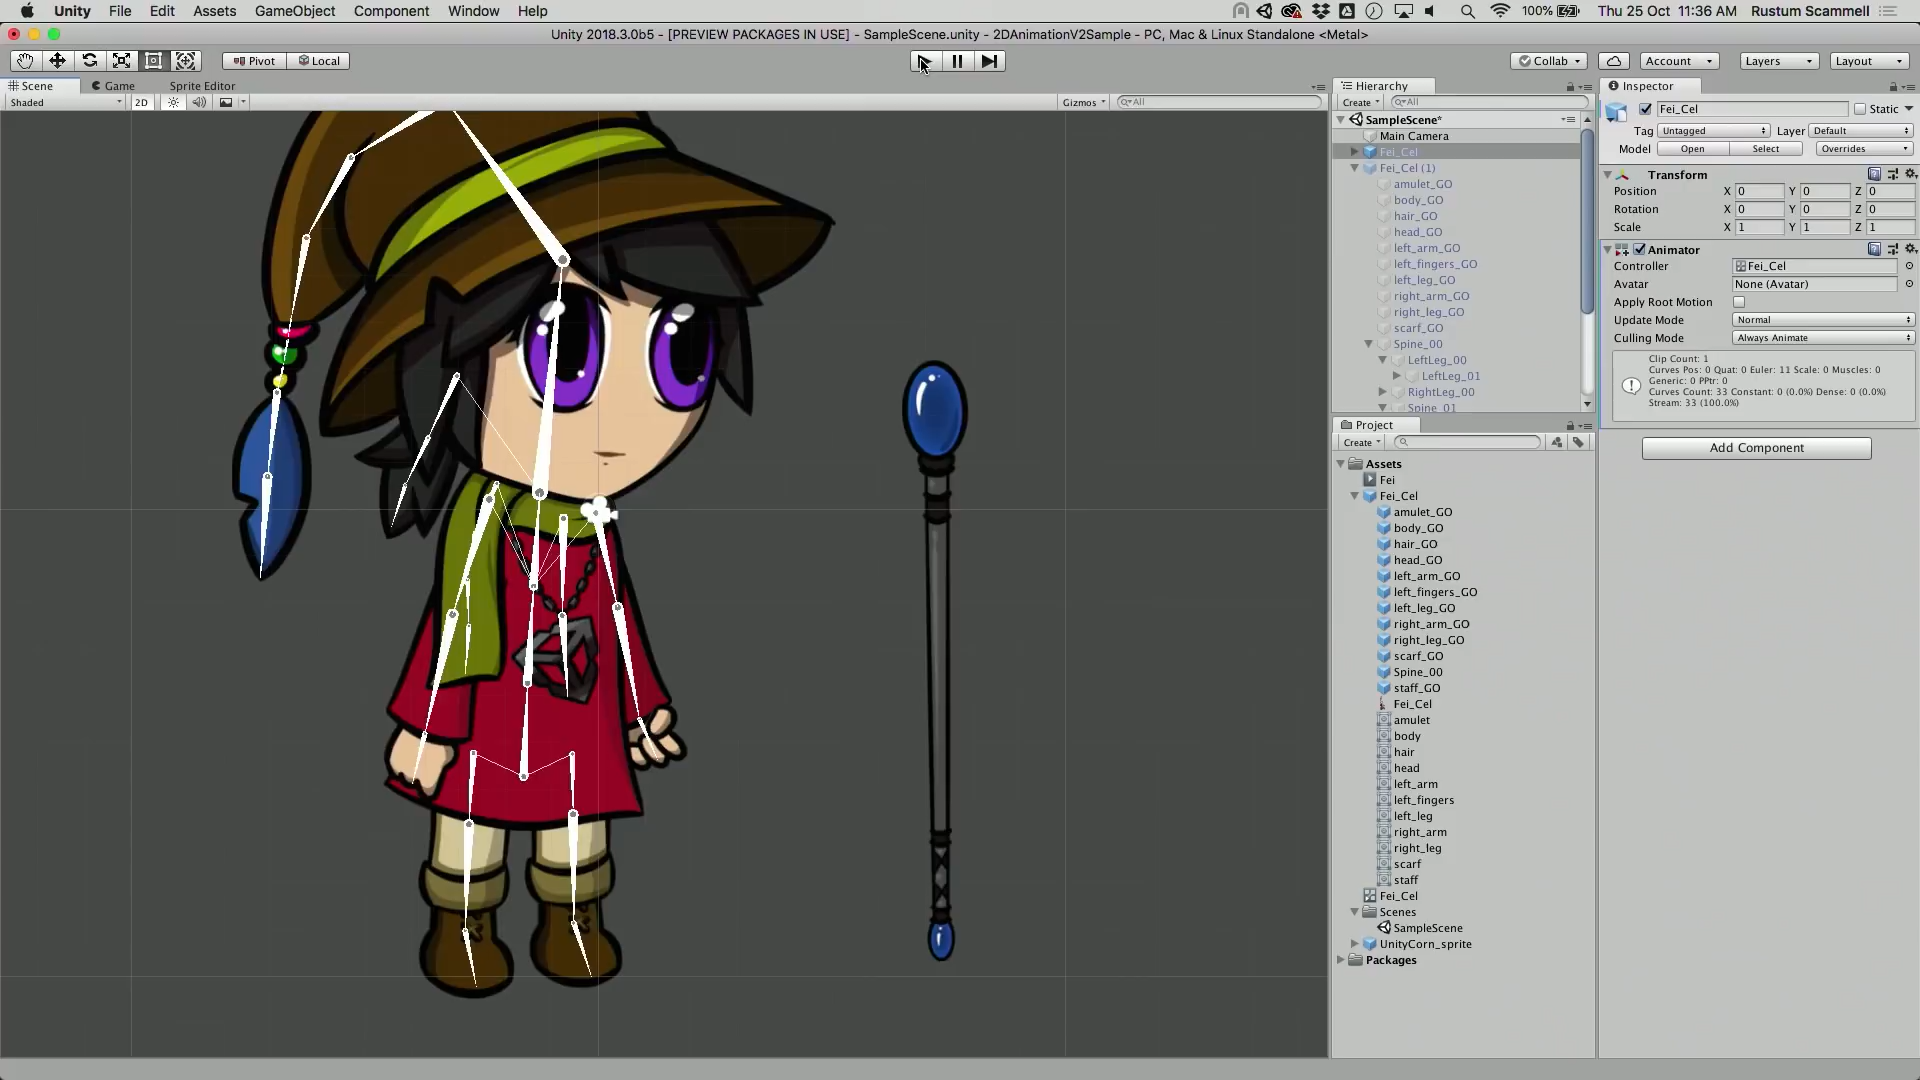 Unity File Edit Assets GameObject Component Window Help 100% Thu 25 Oct 11:36 AM Rustum Scammell
Unity 2018.3.0b5 - [PREVIEW PACKAGES IN USE] - SampleScene.unity - 2DAnimationV2Sample - PC, Mac & Linux Standalone <Metal>
Pivot Local Collab Account Layers Layout
Scene Game Sprite Editor
Shaded 2D Gizmos All
Hierarchy
Create All
SampleScene*
Main Camera
Fei_Cel
Fei_Cel (1)
amulet_GO
body_GO
hair_GO
head_GO
left_arm_GO
left_fingers_GO
left_leg_GO
right_arm_GO
right_leg_GO
scarf_GO
Spine_00
LeftLeg_00
LeftLeg_01
RightLeg_00
Spine_01
Project
Create
Assets
Fei
Fei_Cel
amulet_GO
body_GO
hair_GO
head_GO
left_arm_GO
left_fingers_GO
left_leg_GO
right_arm_GO
right_leg_GO
scarf_GO
Spine_00
staff_GO
Fei_Cel
amulet
body
hair
head
left_arm
left_fingers
left_leg
right_arm
right_leg
scarf
staff
Fei_Cel
Scenes
SampleScene
UnityCorn_sprite
Packages
Inspector
Fei_Cel Static
Tag Untagged Layer Default
Model Open Select Overrides
Transform
Position X 0 Y 0 Z 0
Rotation X 0 Y 0 Z 0
Scale X 1 Y 1 Z 1
Animator
Controller Fei_Cel
Avatar None (Avatar)
Apply Root Motion
Update Mode Normal
Culling Mode Always Animate
Clip Count: 1
Curves Pos: 0 Quat: 0 Euler: 11 Scale: 0 Muscles: 0
Generic: 0 PPtr: 0
Curves Count: 33 Constant: 0 (0.0%) Dense: 0 (0.0%)
Stream: 33 (100.0%)
Add Component